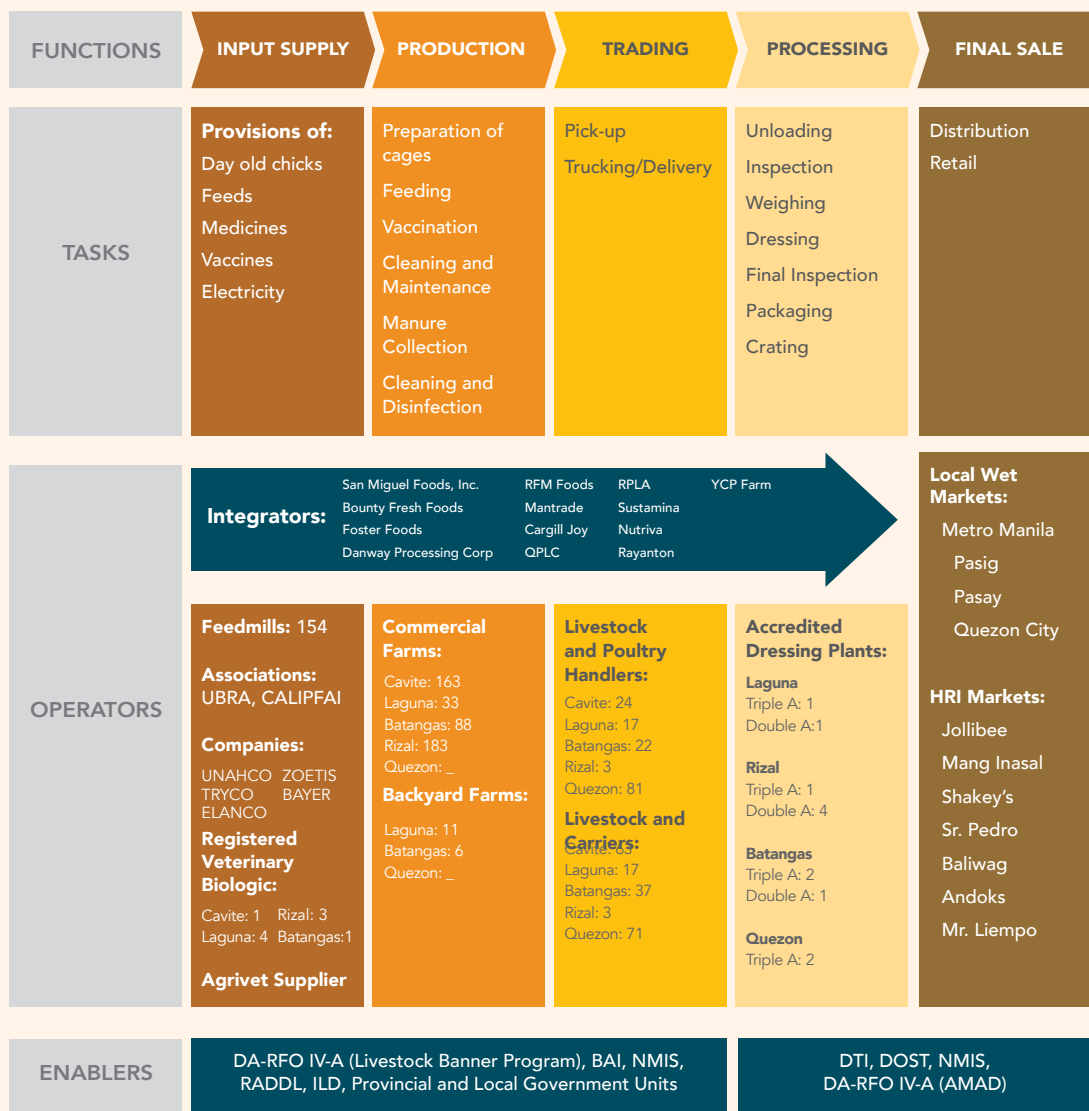 FUNCTIONS
INPUT SUPPLY
PRODUCTION
TRADING
PROCESSING
FINAL SALE
TASKS
Provisions of:
Day old chicks
Feeds
Medicines
Vaccines
Electricity
Preparation of
cages
Feeding
Vaccination
Cleaning and
Maintenance
Manure
Collection
Cleaning and
Disinfection
Pick-up
Trucking/Delivery
Unloading
Inspection
Weighing
Dressing
Final Inspection
Packaging
Crating
Distribution
Retail
OPERATORS
Integrators:
San Miguel Foods, Inc.
Bounty Fresh Foods
Foster Foods
Danway Processing Corp
RFM Foods
Mantrade
Cargill Joy
QPLC
RPLA
Sustamina
Nutriva
Rayanton
YCP Farm
Feedmills: 154
Associations:
UBRA, CALIPFAI
Companies:
UNAHCO ZOETIS
TRYCO BAYER
ELANCO
Registered
Veterinary
Biologic:
Cavite: 1 Rizal: 3
Laguna: 4 Batangas:1
Agrivet Supplier
Commercial
Farms:
Cavite: 163
Laguna: 33
Batangas: 88
Rizal: 183
Quezon: _
Backyard Farms:
Laguna: 11
Batangas: 6
Quezon: _
Livestock
and Poultry
Handlers:
Cavite: 24
Laguna: 17
Batangas: 22
Rizal: 3
Quezon: 81
Livestock and
Carriers:
Cavite: 63
Laguna: 17
Batangas: 37
Rizal: 3
Quezon: 71
Accredited
Dressing Plants:
Laguna
Triple A: 1
Double A:1
Rizal
Triple A: 1
Double A: 4
Batangas
Triple A: 2
Double A: 1
Quezon
Triple A: 2
Local Wet
Markets:
Metro Manila
Pasig
Pasay
Quezon City
HRI Markets:
Jollibee
Mang Inasal
Shakey's
Sr. Pedro
Baliwag
Andoks
Mr. Liempo
ENABLERS
DA-RFO IV-A (Livestock Banner Program), BAI, NMIS,
RADDL, ILD, Provincial and Local Government Units
DTI, DOST, NMIS,
DA-RFO IV-A (AMAD)